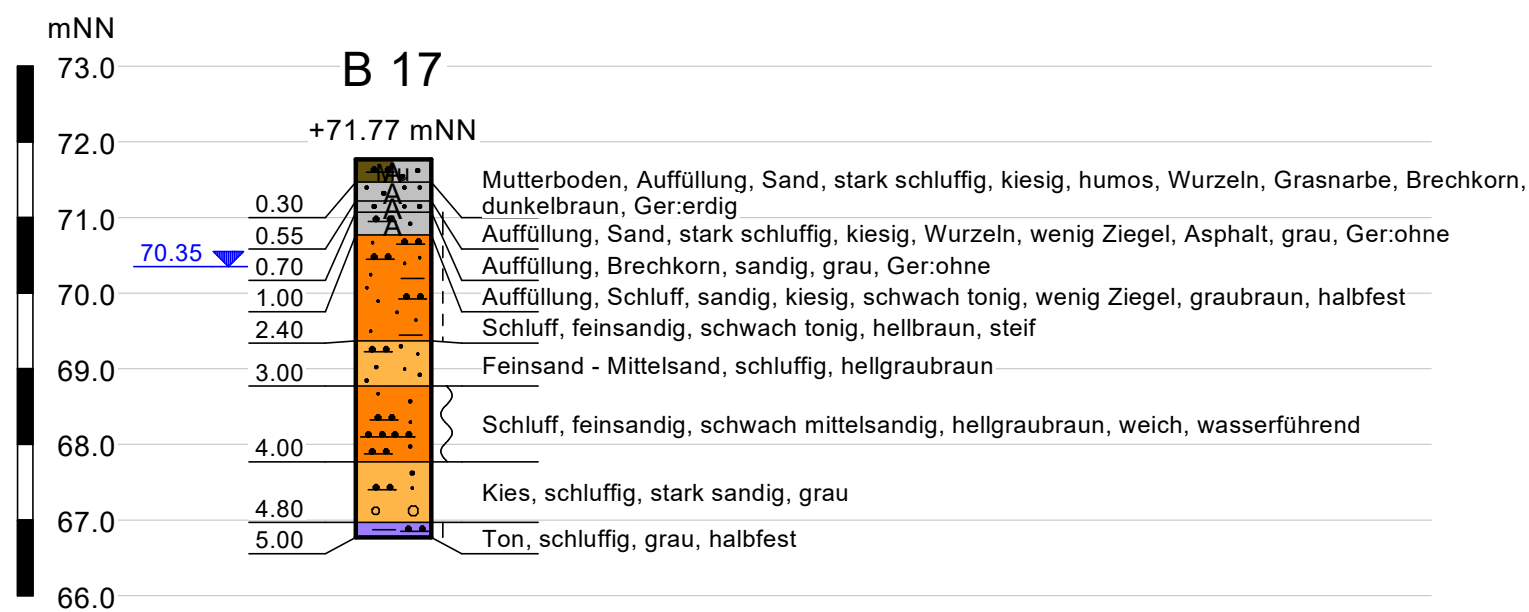 mNN
B 17
+71.77 mNN
73.0
72.0
71.0
70.0
69.0
68.0
67.0
66.0
70.35
0.30
0.55
0.70
1.00
2.40
3.00
4.00
4.80
5.00
Mu
A
A
A
A
Mutterboden, Auffüllung, Sand, stark schluffig, kiesig, humos, Wurzeln, Grasnarbe, Brechkorn,
dunkelbraun, Ger:erdig
Auffüllung, Sand, stark schluffig, kiesig, Wurzeln, wenig Ziegel, Asphalt, grau, Ger:ohne
Auffüllung, Brechkorn, sandig, grau, Ger:ohne
Auffüllung, Schluff, sandig, kiesig, schwach tonig, wenig Ziegel, graubraun, halbfest
Schluff, feinsandig, schwach tonig, hellbraun, steif
Feinsand - Mittelsand, schluffig, hellgraubraun
Schluff, feinsandig, schwach mittelsandig, hellgraubraun, weich, wasserführend
Kies, schluffig, stark sandig, grau
Ton, schluffig, grau, halbfest